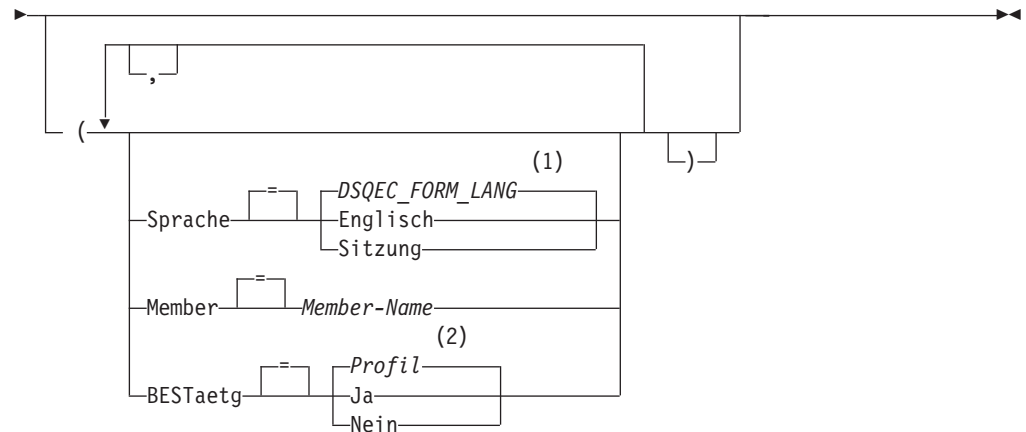 ,
(
)
(1)
Sprache = DSQEC_FORM_LANG
Englisch
Sitzung
Member = Member-Name
(2)
BESTaetg = Profil
Ja
Nein